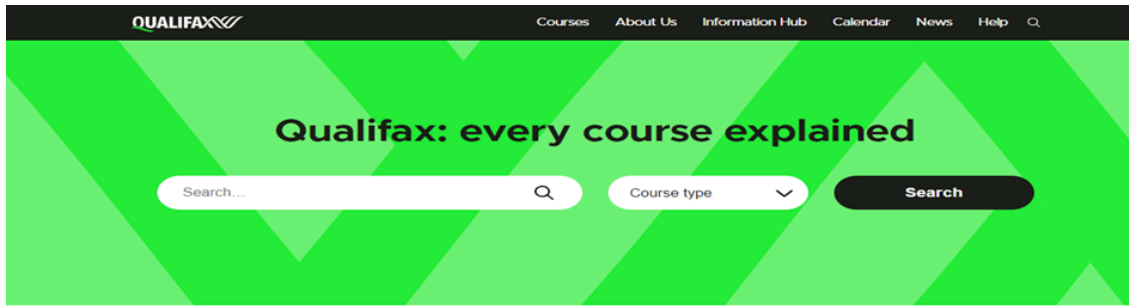 QUALIFAX
Courses About Us Information Hub Calendar News Help
Qualifax: every course explained
Search... Course type Search